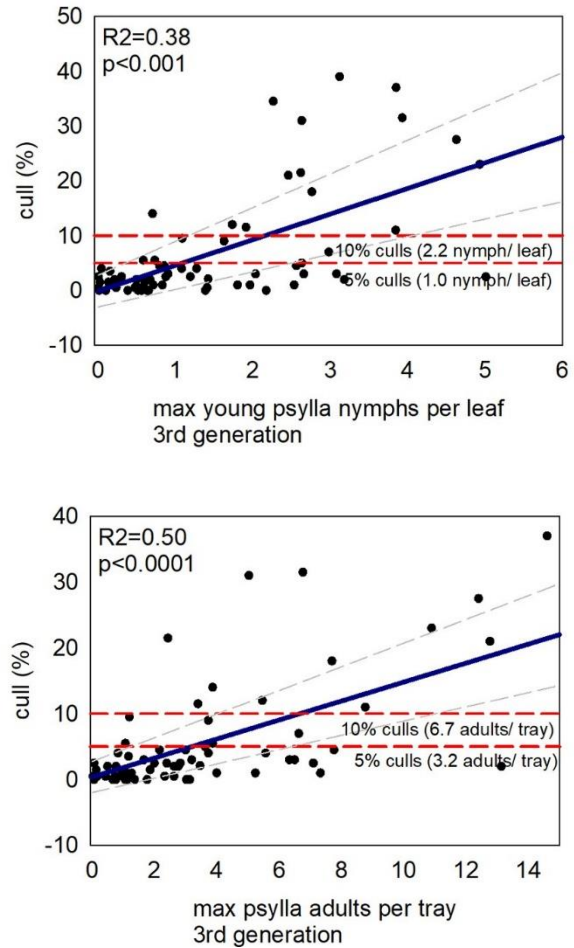 50
R2=0.38
p<0.001
40
30
cull (%)
20
10
10% culls (2.2 nymph/ leaf)
5% culls (1.0 nymph/ leaf)
0
-10
0 1 2 3 4 5 6
max young psylla nymphs per leaf
3rd generation
40
R2=0.50
p<0.0001
30
cull (%)
20
10
10% culls (6.7 adults/ tray)
5% culls (3.2 adults/ tray)
0
-10
0 2 4 6 8 10 12 14
max psylla adults per tray
3rd generation